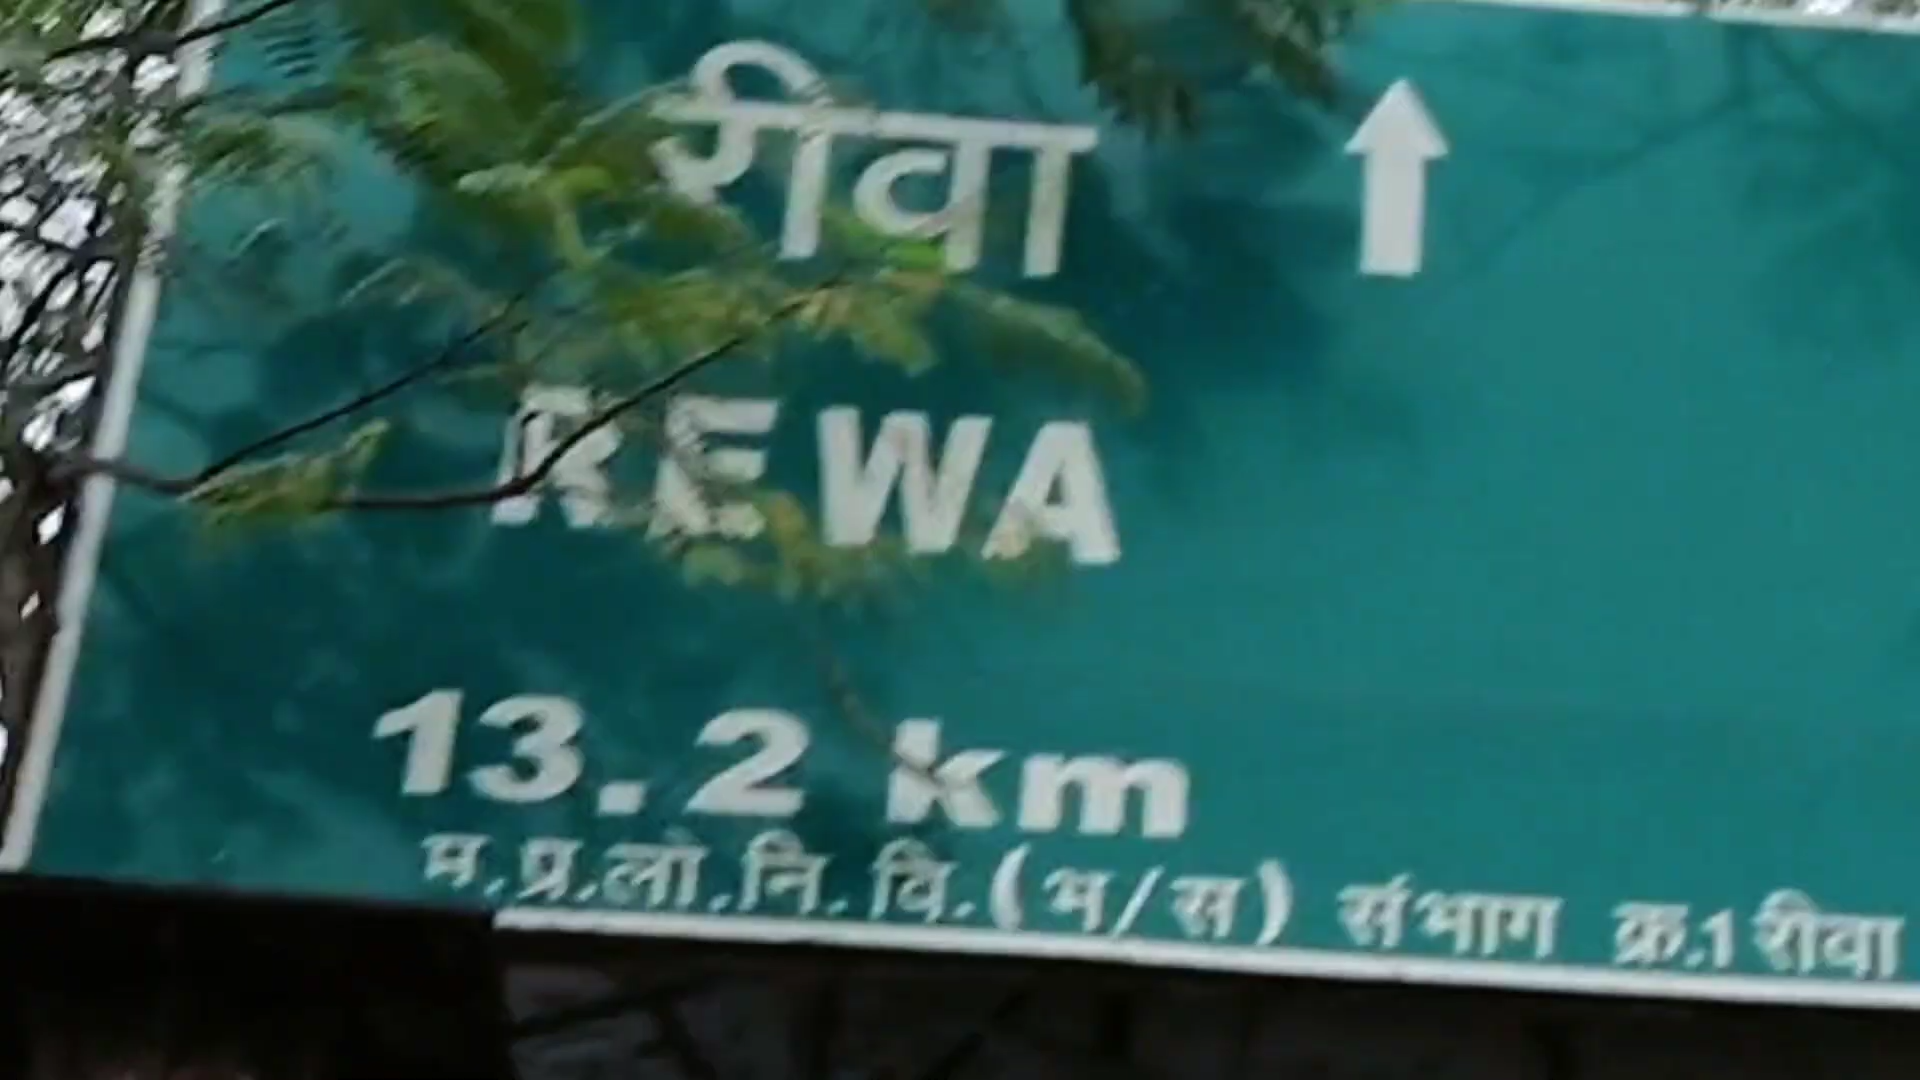 रीवा ↑
REWA
13.2 km
म.प्र.लो.नि.वि.(भ/स) संभाग क्र.1 रीवा